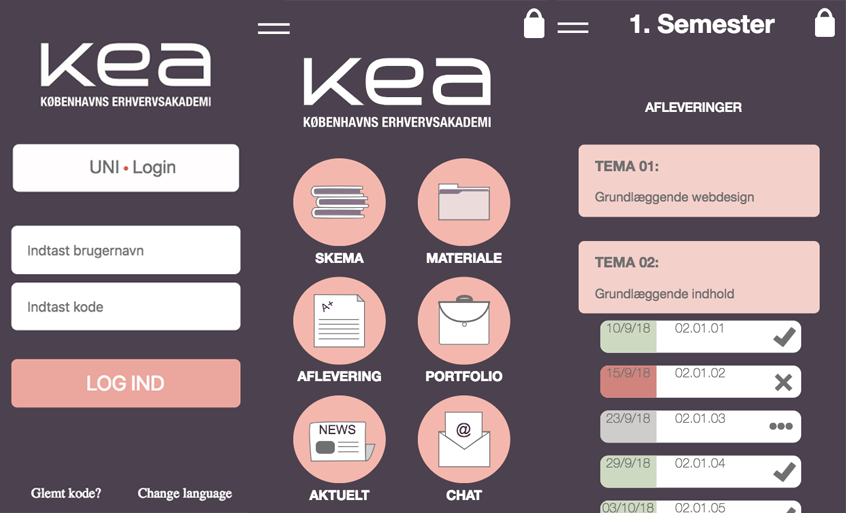 kea
KØBENHAVNS ERHVERVSAKADEMI
UNI • Login
Indtast brugernavn
Indtast kode
LOG IND
Glemt kode?
Change language
kea
KØBENHAVNS ERHVERVSAKADEMI
SKEMA
MATERIALE
A+
AFLEVERING
PORTFOLIO
NEWS
@
AKTUELT
CHAT
1. Semester
AFLEVERINGER
TEMA 01:
Grundlæggende webdesign
TEMA 02:
Grundlæggende indhold
10/9/18 02.01.01
15/9/18 02.01.02
23/9/18 02.01.03
29/9/18 02.01.04
03/10/18 02.01.05